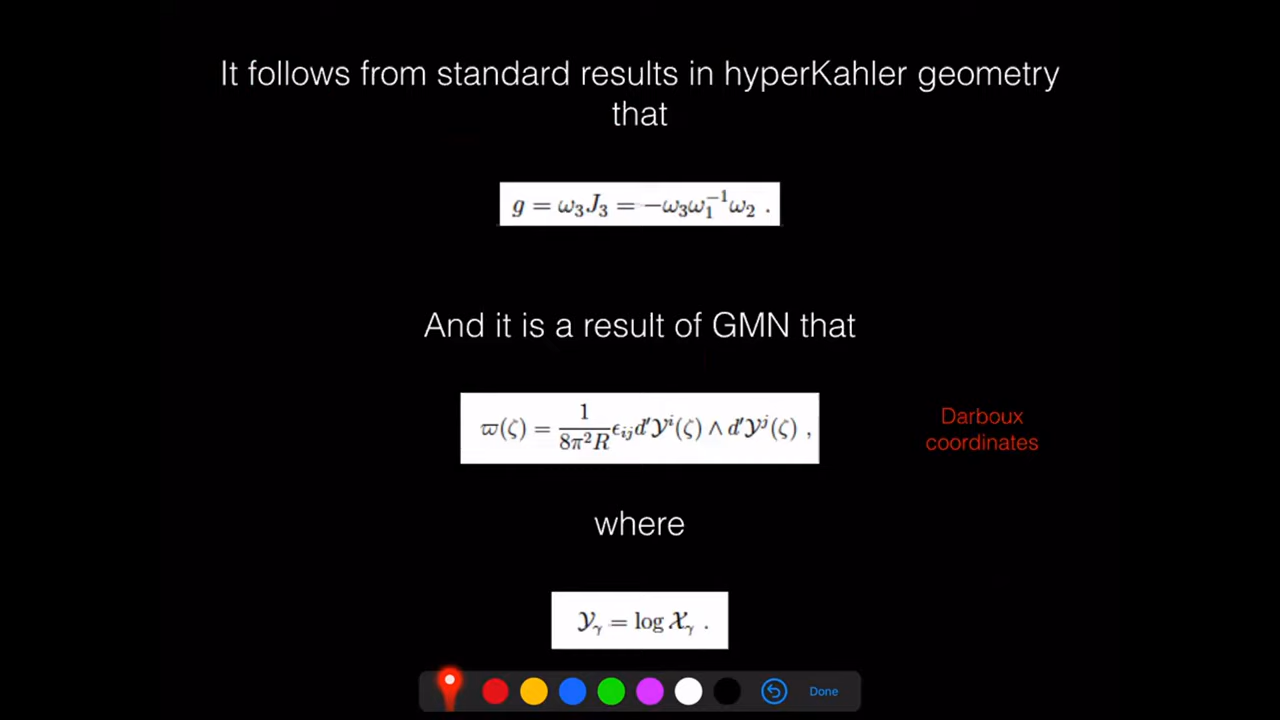 It follows from standard results in hyperKahler geometry
that
g = ω₃J₃ = −ω₃ω₁⁻¹ω₂ .
And it is a result of GMN that
ϖ(ζ) = 1/(8π²R) ϵᵢⱼ d′𝒴ⁱ(ζ) ∧ d′𝒴ʲ(ζ) ,
Darboux
coordinates
where
𝒴_γ = log 𝒳_γ .
Done